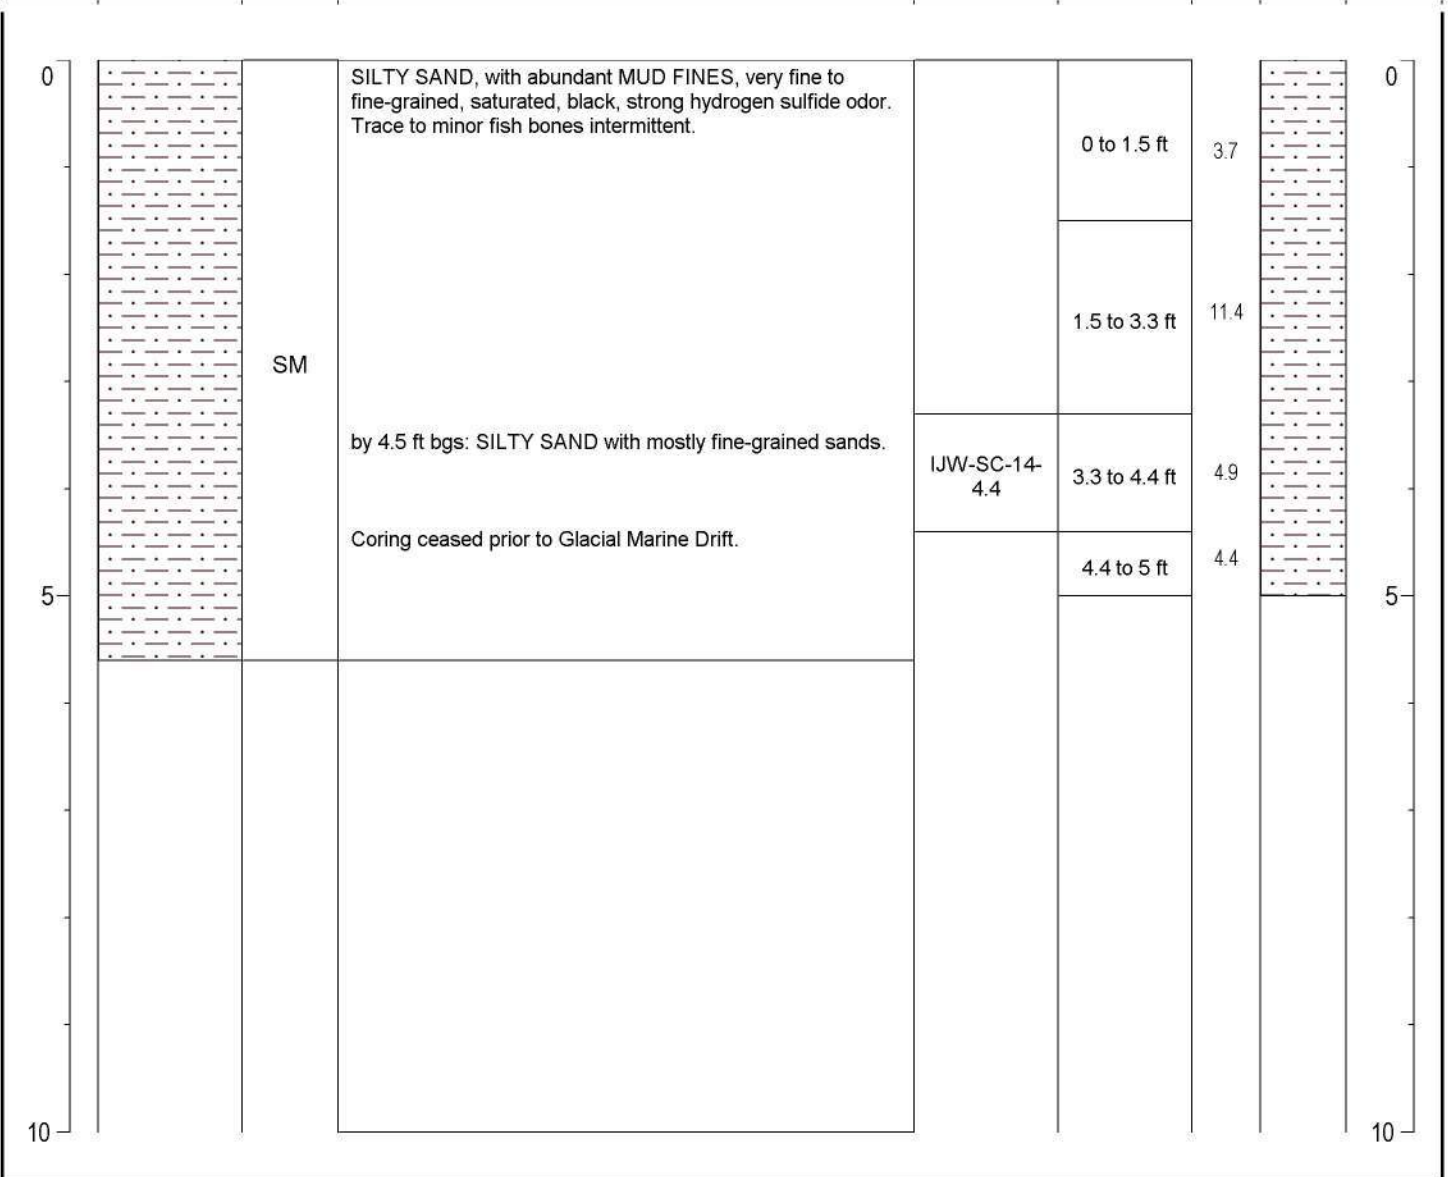 0
SILTY SAND, with abundant MUD FINES, very fine to
fine-grained, saturated, black, strong hydrogen sulfide odor.
Trace to minor fish bones intermittent.
0 to 1.5 ft
3.7
0
1.5 to 3.3 ft
11.4
SM
by 4.5 ft bgs: SILTY SAND with mostly fine-grained sands.
IJW-SC-14-
4.4
3.3 to 4.4 ft
4.9
Coring ceased prior to Glacial Marine Drift.
4.4 to 5 ft
4.4
5
5
10
10